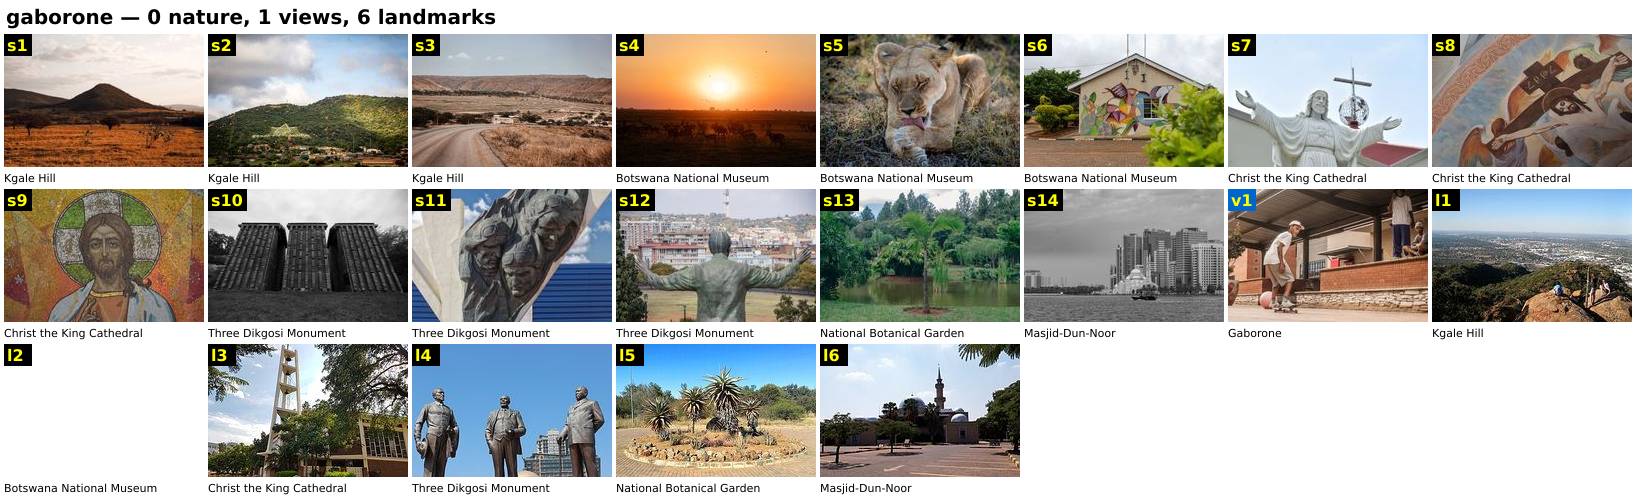 gaborone — 0 nature, 1 views, 6 landmarks
s1 s2 s3 s4 s5 s6 s7 s8
Kgale Hill Kgale Hill Kgale Hill Botswana National Museum Botswana National Museum Botswana National Museum Christ the King Cathedral Christ the King Cathedral
s9 s10 s11 s12 s13 s14 v1 l1
Christ the King Cathedral Three Dikgosi Monument Three Dikgosi Monument Three Dikgosi Monument National Botanical Garden Masjid-Dun-Noor Gaborone Kgale Hill
l2 l3 l4 l5 l6
Botswana National Museum Christ the King Cathedral Three Dikgosi Monument National Botanical Garden Masjid-Dun-Noor